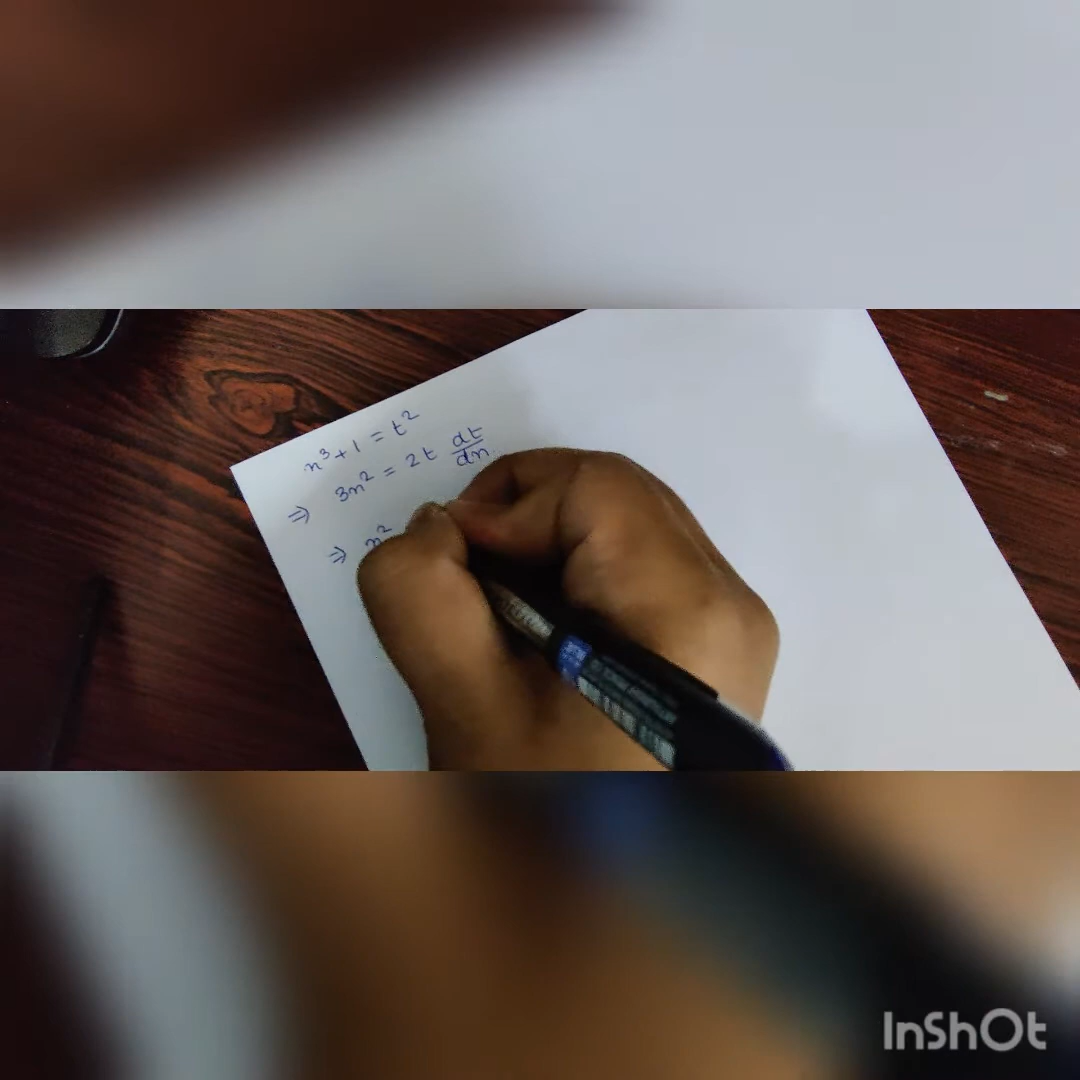 x³ + 1 = t²
⇒ 3x² = 2t dt/dx
⇒ x²
InShOt